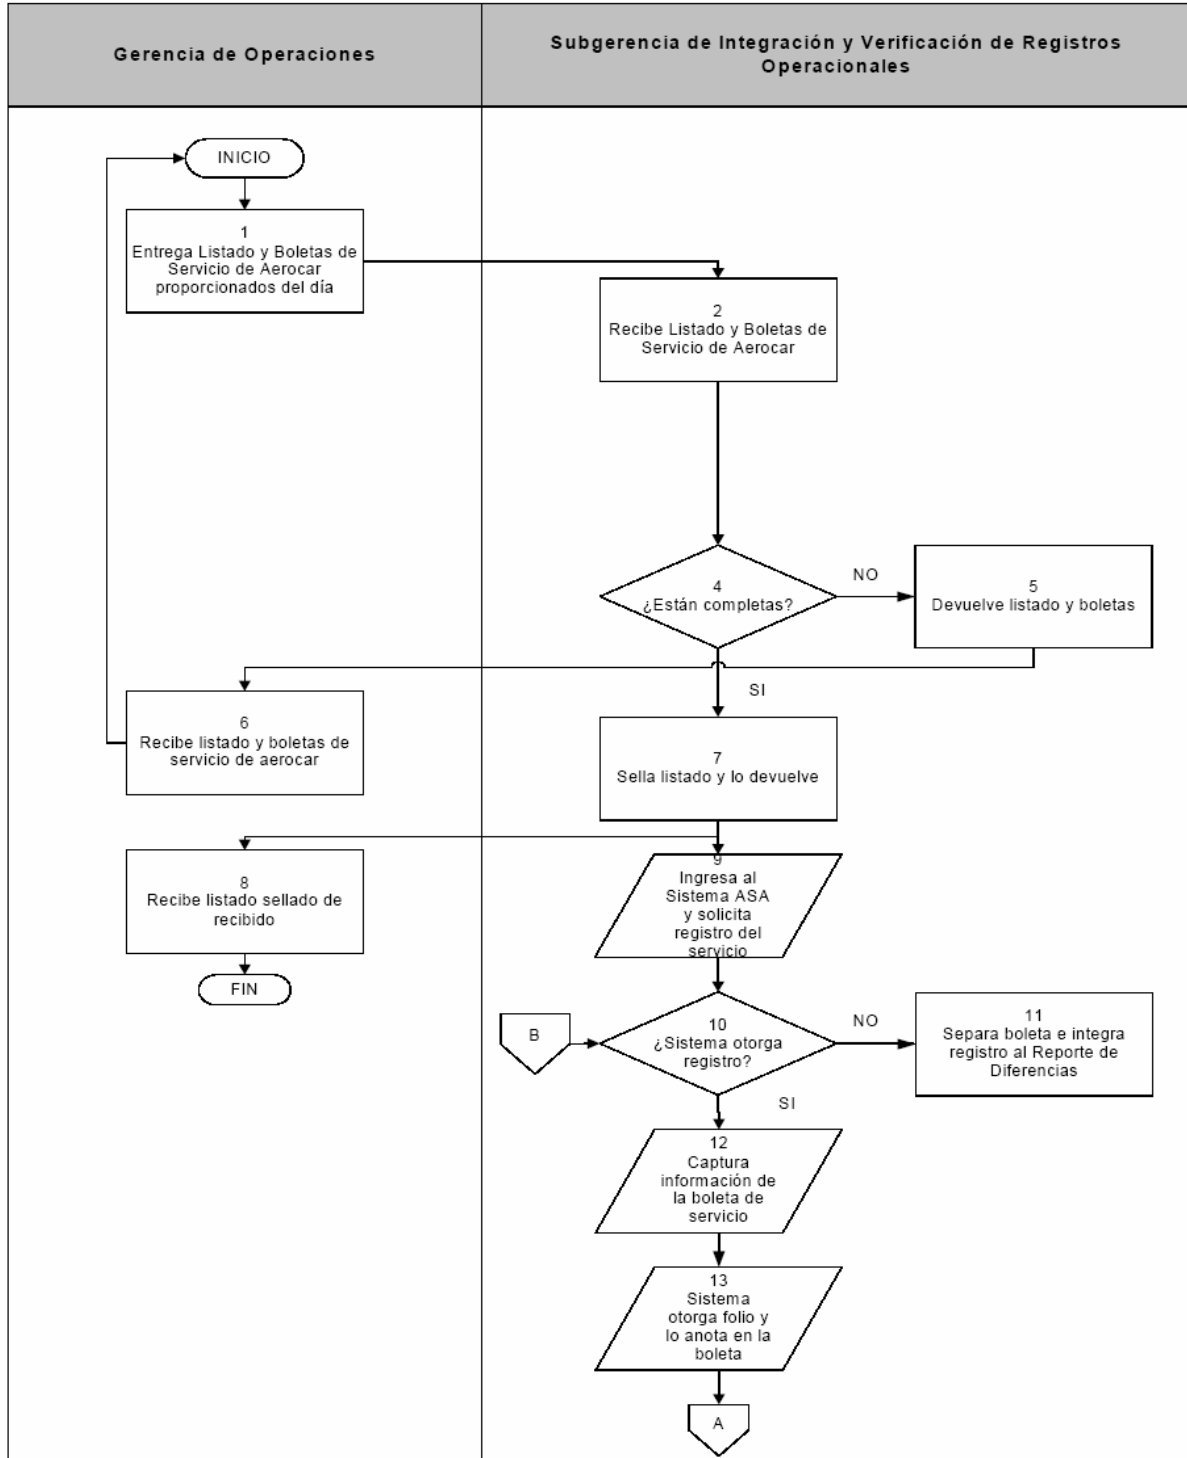 Gerencia de Operaciones
Subgerencia de Integración y Verificación de Registros
Operacionales
INICIO
1
Entrega Listado y Boletas de
Servicio de Aerocar
proporcionados del día
2
Recibe Listado y Boletas de
Servicio de Aerocar
4
¿Están completas?
NO
5
Devuelve listado y boletas
SI
6
Recibe listado y boletas de
servicio de aerocar
7
Sella listado y lo devuelve
8
Recibe listado sellado de
recibido
FIN
9
Ingresa al
Sistema ASA
y solicita
registro del
servicio
B
10
¿Sistema otorga
registro?
NO
11
Separa boleta e integra
registro al Reporte de
Diferencias
SI
12
Captura
información de
la boleta de
servicio
13
Sistema
otorga folio y
lo anota en la
boleta
A